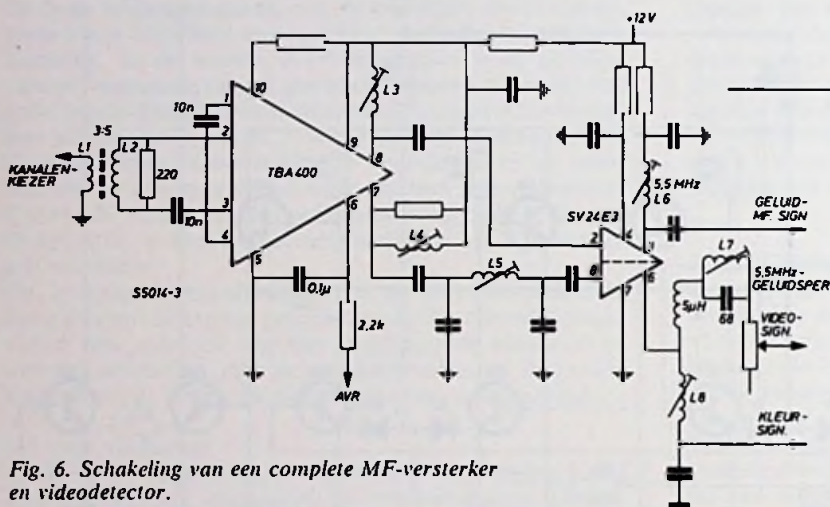 +12V
10
10n
1
2
3
4
5
6
7
8
9
L3
3:5
L1
L2
KANALEN-
KIEZER
220
10n
TBA400
5,5 MHz
L6
GELUID-
MF. SIGN
SV24E3
L4
2
8
4
3
6
7
L5
L7
5,5MHz-
GELUIDSPER
5µH
68
VIDEO-
SIGN.
S5014-3
0,1µ
2,2k
L8
AVR
KLEUR-
SIGN.
Fig. 6. Schakeling van een complete MF-versterker
en videodetector.